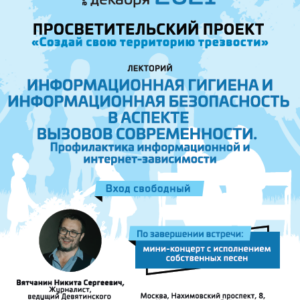 декабря 2021
ПРОСВЕТИТЕЛЬСКИЙ ПРОЕКТ
«Создай свою территорию трезвости»
ЛЕКТОРИЙ
ИНФОРМАЦИОННАЯ ГИГИЕНА И
ИНФОРМАЦИОННАЯ БЕЗОПАСНОСТЬ
В АСПЕКТЕ
ВЫЗОВОВ СОВРЕМЕННОСТИ.
Профилактика информационной и
интернет-зависимости
Вход свободный
Вятчанин Никита Сергеевич,
Журналист,
ведущий Девятинского
По завершении встречи:
мини-концерт с исполнением
собственных песен
Москва, Нахимовский проспект, 8,